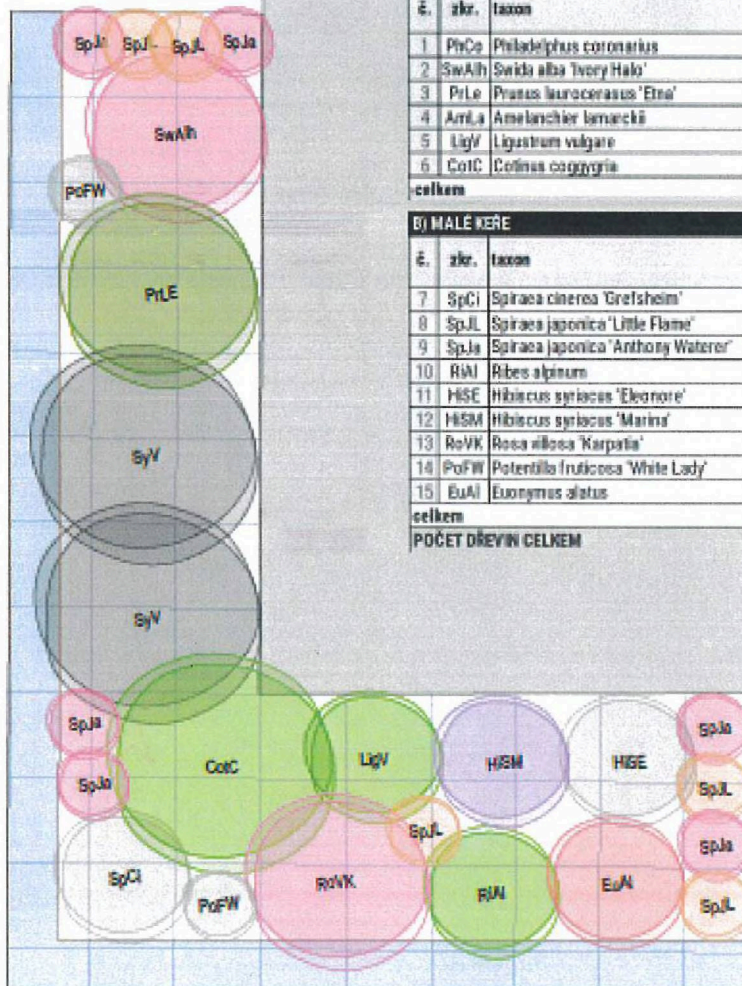 č. zkr. taxon
1 PhCo Philadelphus coronarius
2 SwAlh Swida alba 'Ivory Halo'
3 PrLe Prunus laurocerasus 'Etna'
4 AmLa Amelanchier lamarckii
5 LigV Ligustrum vulgare
6 CotC Cotinus coggygria
celkem
B) MALÉ KEŘE
č. zkr. taxon
7 SpCi Spiraea cinerea 'Grefsheim'
8 SpJL Spiraea japonica 'Little Flame'
9 SpJa Spiraea japonica 'Anthony Waterer'
10 RiAl Ribes alpinum
11 HiSE Hibiscus syriacus 'Eleonore'
12 HiSM Hibiscus syriacus 'Marina'
13 RoVK Rosa villosa 'Karpatia'
14 PoFW Potentilla fruticosa 'White Lady'
15 EuAl Euonymus alatus
celkem
POČET DŘEVIN CELKEM
SpJa SpJL SpJL SpJa
SwAlh
PoFW
PrLE
SyV
SyV
SpJa
CotC LigV HiSM HiSE SpJa
SpJa SpJL
SpJL SpJa
SpCi PoFW RoVK RiAl EuAl SpJL